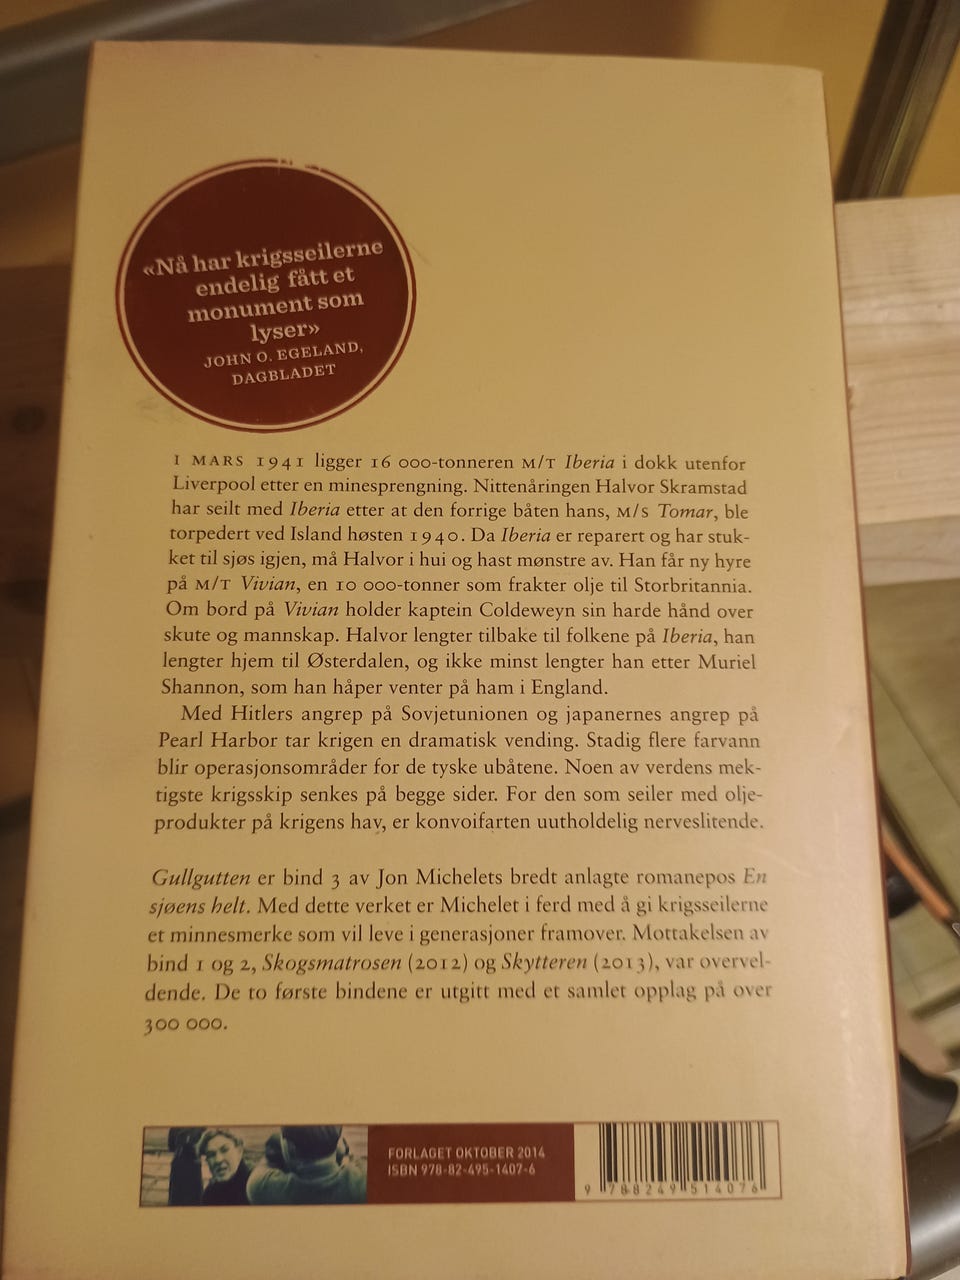 «Nå har krigsseilerne
endelig fått et
monument som
lyser»
JOHN O. EGELAND,
DAGBLADET
I MARS 1941 ligger 16 000-tonneren M/T Iberia i dokk utenfor
Liverpool etter en minesprengning. Nittenåringen Halvor Skramstad
har seilt med Iberia etter at den forrige båten hans, M/S Tomar, ble
torpedert ved Island høsten 1940. Da Iberia er reparert og har stuk-
ket til sjøs igjen, må Halvor i hui og hast mønstre av. Han får ny hyre
på M/T Vivian, en 10 000-tonner som frakter olje til Storbritannia.
Om bord på Vivian holder kaptein Coldeweyn sin harde hånd over
skute og mannskap. Halvor lengter tilbake til folkene på Iberia, han
lengter hjem til Østerdalen, og ikke minst lengter han etter Muriel
Shannon, som han håper venter på ham i England.
Med Hitlers angrep på Sovjetunionen og japanernes angrep på
Pearl Harbor tar krigen en dramatisk vending. Stadig flere farvann
blir operasjonsområder for de tyske ubåtene. Noen av verdens mek-
tigste krigsskip senkes på begge sider. For den som seiler med olje-
produkter på krigens hav, er konvoifarten uutholdelig nerveslitende.
Gullgutten er bind 3 av Jon Michelets bredt anlagte romanepos En
sjøens helt. Med dette verket er Michelet i ferd med å gi krigsseilerne
et minnesmerke som vil leve i generasjoner framover. Mottakelsen av
bind 1 og 2, Skogsmatrosen (2012) og Skytteren (2013), var overvel-
dende. De to første bindene er utgitt med et samlet opplag på over
300 000.
FORLAGET OKTOBER 2014
ISBN 978-82-495-1407-6
9 788249 514076